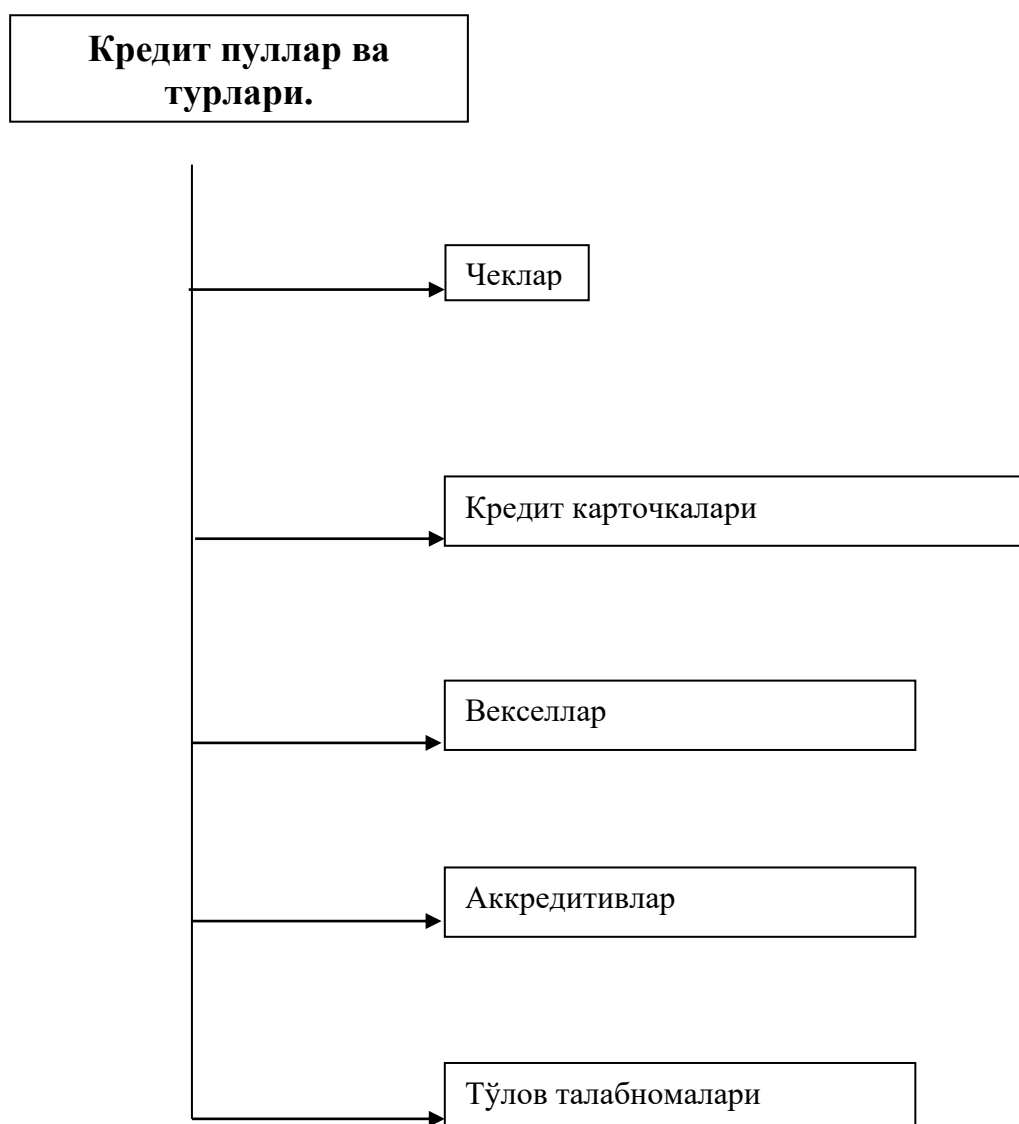 Кредит пуллар ва
турлари.
Чеклар
Кредит карточкалари
Векселлар
Аккредитивлар
Тўлов талабномалари